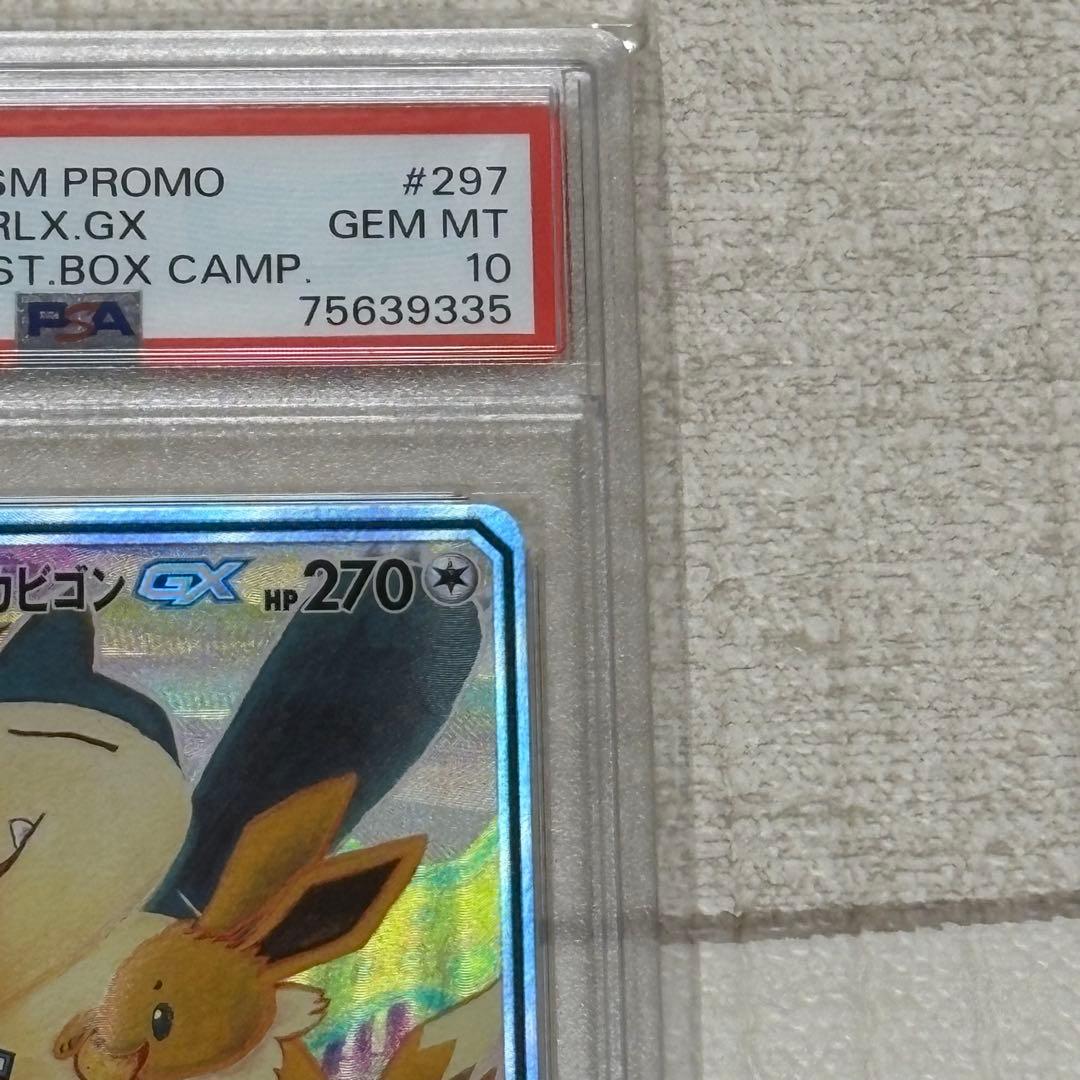 SM PROMO #297
RLX.GX GEM MT
ST.BOX CAMP. 10
PSA 75639335
カビゴン GX HP 270